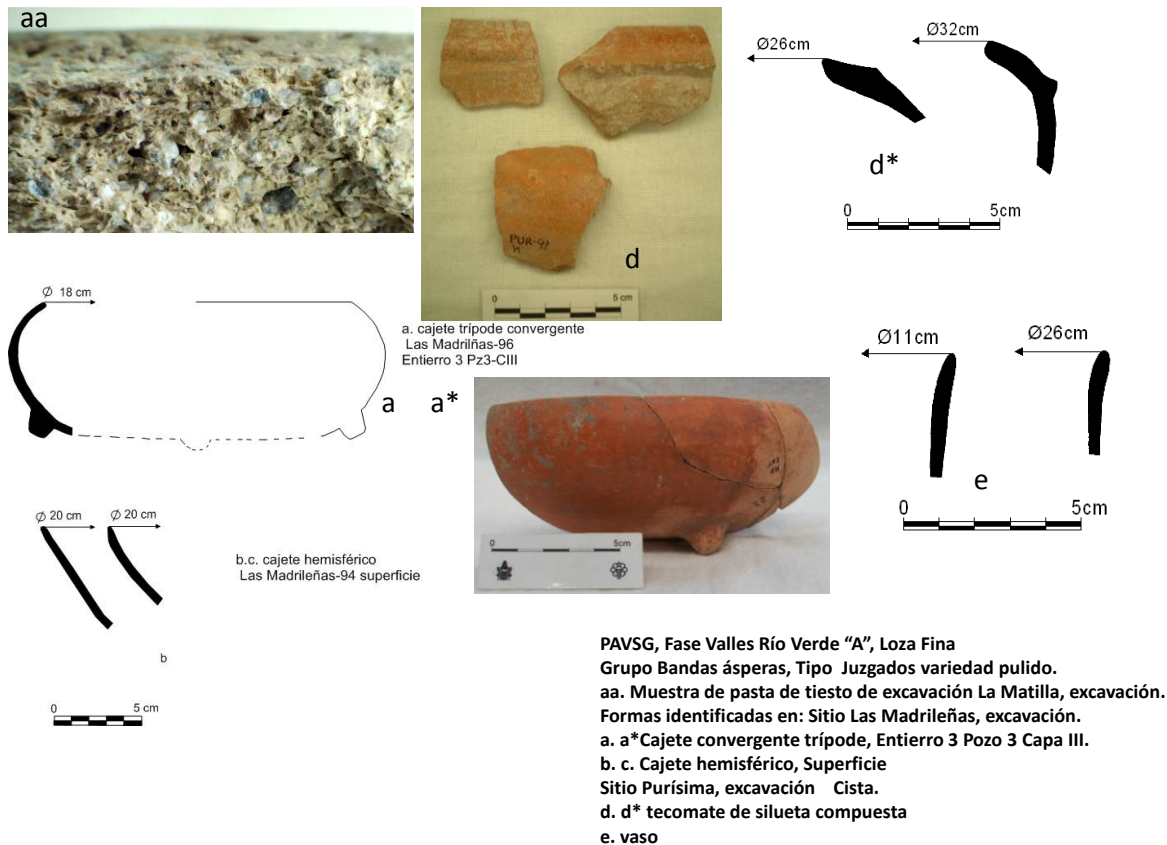 aa
d
PUR-93
H
0 5 cm
Ø26cm
Ø32cm
d*
0 5cm
Ø 18 cm
a. cajete trípode convergente
Las Madrilñas-96
Entierro 3 Pz3-CIII
a a*
0 5cm
Ø11cm
Ø26cm
e
0 5cm
Ø 20 cm Ø 20 cm
b.c. cajete hemisférico
Las Madrileñas-94 superficie
b
0 5 cm
PAVSG, Fase Valles Río Verde “A”, Loza Fina
Grupo Bandas ásperas, Tipo Juzgados variedad pulido.
aa. Muestra de pasta de tiesto de excavación La Matilla, excavación.
Formas identificadas en: Sitio Las Madrileñas, excavación.
a. a*Cajete convergente trípode, Entierro 3 Pozo 3 Capa III.
b. c. Cajete hemisférico, Superficie
Sitio Purísima, excavación Cista.
d. d* tecomate de silueta compuesta
e. vaso